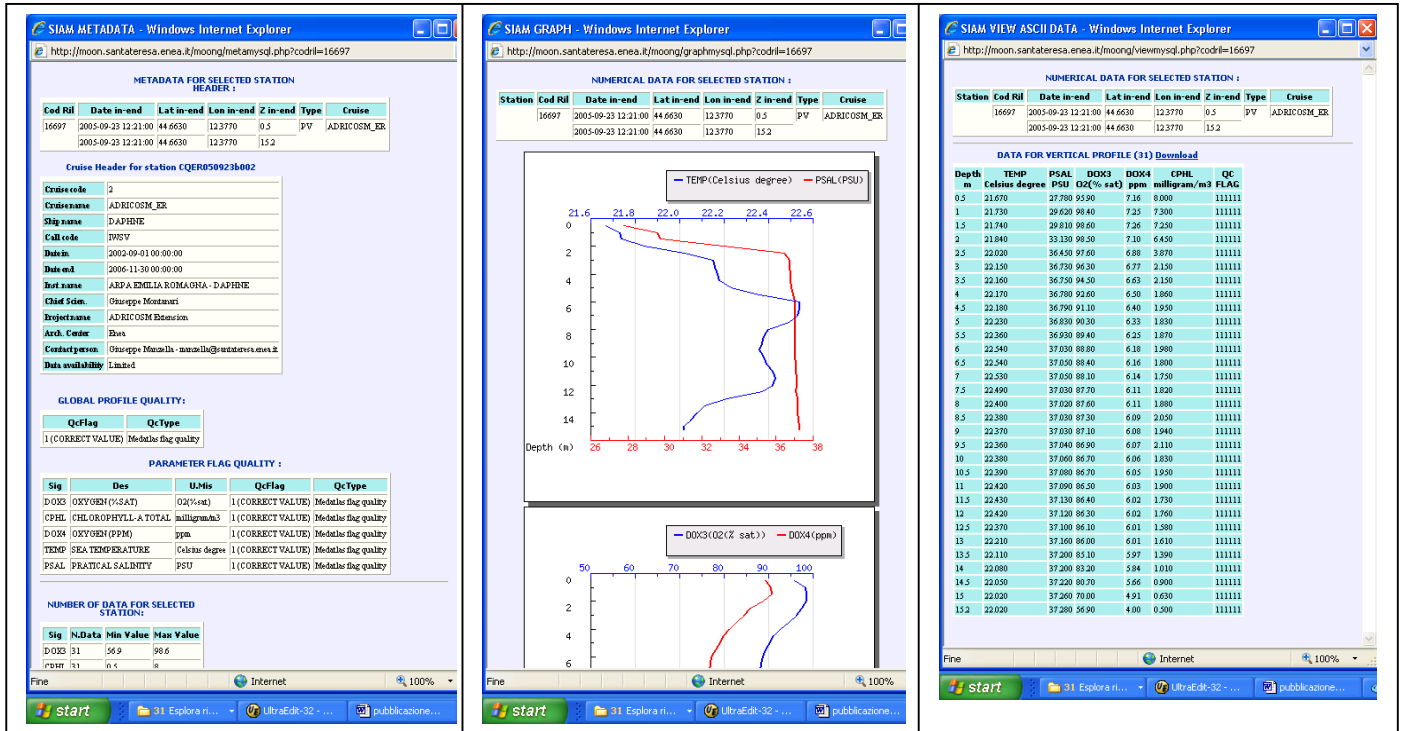 SIAM METADATA - Windows Internet Explorer
http://moon.santateresa.enea.it/moong/metamysql.php?codril=16697
METADATA FOR SELECTED STATION
HEADER :
Cod Ril Date in-end Lat in-end Lon in-end Z in-end Type Cruise
16697 2005-09-23 12:21:00 44.6630 12.3770 0.5 PV ADRICOSM_ER
2005-09-23 12:21:00 44.6630 12.3770 15.2
Cruise Header for station CQER050923b002
Cruise code 2
Cruise name ADRICOSM_ER
Ship name DAPHNE
Call code IWSV
Date in 2002-09-01 00:00:00
Date end 2006-11-30 00:00:00
Inst. name ARPA EMILIA ROMAGNA - DAPHNE
Chief Scien. Giuseppe Montanari
Project name ADRICOSM Extension
Arch. Center Enea
Contact person Giuseppe Manzella - manzella@santateresa.enea.it
Data availability Limited
GLOBAL PROFILE QUALITY:
QcFlag QcType
1 (CORRECT VALUE) Medatlas flag quality
PARAMETER FLAG QUALITY :
Sig Des U.Mis QcFlag QcType
DOX3 OXYGEN (%SAT) O2(%sat) 1 (CORRECT VALUE) Medatlas flag quality
CPHL CHLOROPHYLL-A TOTAL milligram/m3 1 (CORRECT VALUE) Medatlas flag quality
DOX4 OXYGEN (PPM) ppm 1 (CORRECT VALUE) Medatlas flag quality
TEMP SEA TEMPERATURE Celsius degree 1 (CORRECT VALUE) Medatlas flag quality
PSAL PRATICAL SALINITY PSU 1 (CORRECT VALUE) Medatlas flag quality
NUMBER OF DATA FOR SELECTED
STATION:
Sig N.Data Min Value Max Value
DOX3 31 56.9 98.6
CPHL 31 0.5 8
Fine Internet 100%
start 31 Esplora ri... UltraEdit-32 - ... pubblicazione...
SIAM GRAPH - Windows Internet Explorer
http://moon.santateresa.enea.it/moong/graphmysql.php?codril=16697
NUMERICAL DATA FOR SELECTED STATION :
Station Cod Ril Date in-end Lat in-end Lon in-end Z in-end Type Cruise
16697 2005-09-23 12:21:00 44.6630 12.3770 0.5 PV ADRICOSM_ER
2005-09-23 12:21:00 44.6630 12.3770 15.2
TEMP(Celsius degree) PSAL(PSU)
21.6 21.8 22.0 22.2 22.4 22.6
0
2
4
6
8
10
12
14
Depth (m) 26 28 30 32 34 36 38
DOX3(O2(% sat)) DOX4(ppm)
50 60 70 80 90 100
0
2
4
6
Fine Internet 100%
start 31 Esplora ri... UltraEdit-32 - ... pubblicazione...
SIAM VIEW ASCII DATA - Windows Internet Explorer
http://moon.santateresa.enea.it/moong/viewmysql.php?codril=16697
NUMERICAL DATA FOR SELECTED STATION :
Station Cod Ril Date in-end Lat in-end Lon in-end Z in-end Type Cruise
16697 2005-09-23 12:21:00 44.6630 12.3770 0.5 PV ADRICOSM_ER
2005-09-23 12:21:00 44.6630 12.3770 15.2
DATA FOR VERTICAL PROFILE (31) Download
Depth TEMP PSAL DOX3 DOX4 CPHL QC
m Celsius degree PSU O2(% sat) ppm milligram/m3 FLAG
0.5 21.670 27.780 95.90 7.16 8.000 111111
1 21.730 29.620 98.40 7.25 7.300 111111
1.5 21.740 29.810 98.60 7.26 7.250 111111
2 21.840 33.130 98.50 7.10 6.450 111111
2.5 22.020 36.450 97.60 6.88 3.870 111111
3 22.150 36.730 96.30 6.77 2.150 111111
3.5 22.160 36.750 94.50 6.63 2.150 111111
4 22.170 36.780 92.60 6.50 1.860 111111
4.5 22.180 36.790 91.10 6.40 1.950 111111
5 22.230 36.830 90.30 6.33 1.830 111111
5.5 22.360 36.930 89.40 6.25 1.870 111111
6 22.540 37.030 88.80 6.18 1.980 111111
6.5 22.540 37.050 88.40 6.16 1.800 111111
7 22.530 37.050 88.10 6.14 1.750 111111
7.5 22.490 37.030 87.70 6.11 1.820 111111
8 22.400 37.020 87.60 6.11 1.880 111111
8.5 22.380 37.030 87.30 6.09 2.050 111111
9 22.370 37.030 87.10 6.08 1.940 111111
9.5 22.360 37.040 86.90 6.07 2.110 111111
10 22.380 37.060 86.70 6.06 1.830 111111
10.5 22.390 37.080 86.70 6.05 1.950 111111
11 22.420 37.090 86.50 6.03 1.900 111111
11.5 22.430 37.130 86.40 6.02 1.730 111111
12 22.420 37.120 86.30 6.02 1.760 111111
12.5 22.370 37.100 86.10 6.01 1.580 111111
13 22.210 37.160 86.00 6.01 1.610 111111
13.5 22.110 37.200 85.10 5.97 1.390 111111
14 22.080 37.200 83.20 5.84 1.010 111111
14.5 22.050 37.220 80.70 5.66 0.900 111111
15 22.020 37.260 70.00 4.91 0.630 111111
15.2 22.020 37.280 56.90 4.00 0.500 111111
Fine Internet 100%
start 31 Esplora ri... UltraEdit-32 - ... pubblicazione...